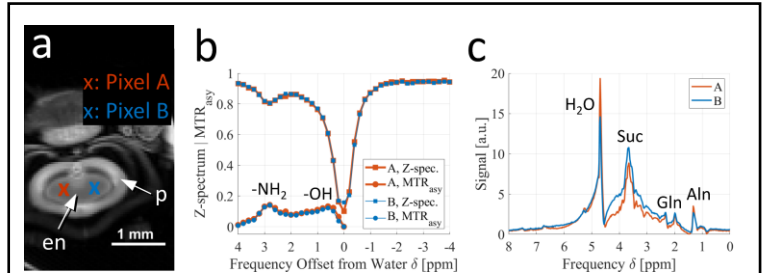 a
x: Pixel A
x: Pixel B
x
x
p
en
1 mm
b
Z-spectrum | MTRasy
1
0.8
0.6
0.4
0.2
0
-NH2
-OH
A, Z-spec.
A, MTRasy
B, Z-spec.
B, MTRasy
4 3 2 1 0 -1 -2 -3 -4
Frequency Offset from Water δ [ppm]
c
Signal [a.u.]
20
15
10
5
0
H2O
Suc
Gln
Aln
A
B
8 7 6 5 4 3 2 1 0
Frequency δ [ppm]